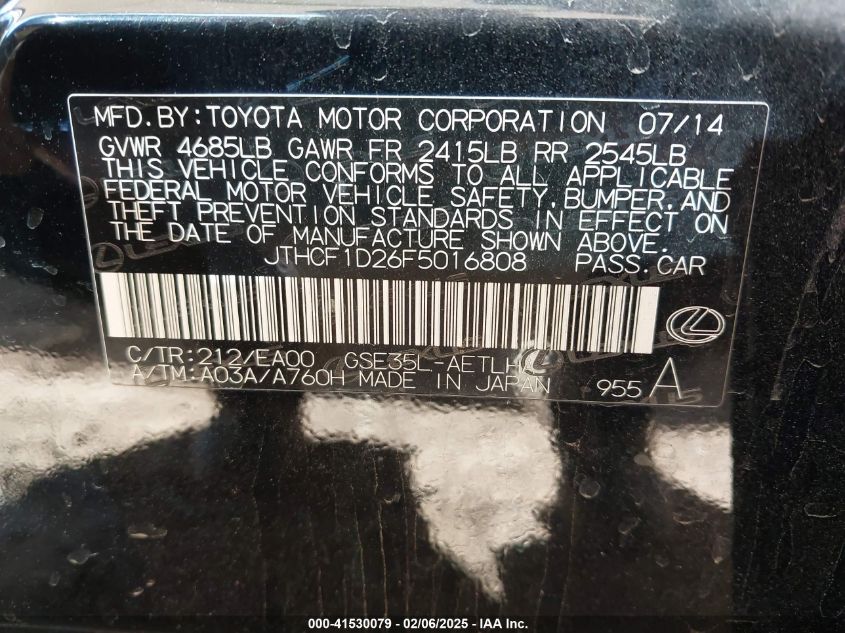 MFD.BY:TOYOTA MOTOR CORPORATION 07/14
GVWR 4685LB GAWR FR 2415LB RR 2545LB
THIS VEHICLE CONFORMS TO ALL APPLICABLE
FEDERAL MOTOR VEHICLE SAFETY,BUMPER,AND
THEFT PREVENTION STANDARDS IN EFFECT ON
THE DATE OF MANUFACTURE SHOWN ABOVE.
JTHCF1D26F5016808 PASS.CAR
C/TR:212/EA00 GSE35L-AETLH
A/TM:A03A/A760H MADE IN JAPAN 955 A
000-41530079 - 02/06/2025 - IAA Inc.